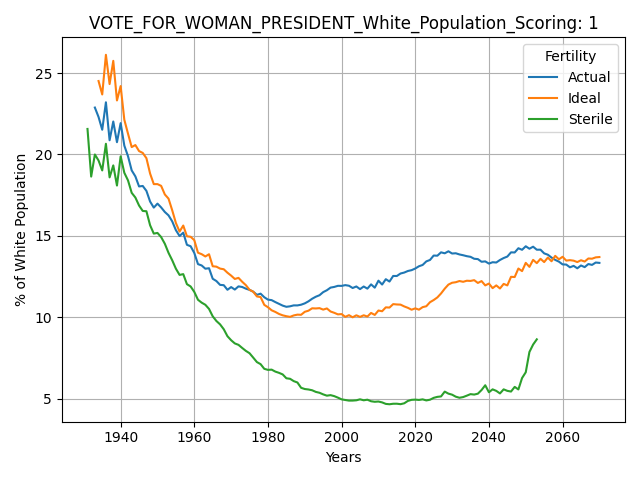 VOTE_FOR_WOMAN_PRESIDENT_White_Population_Scoring: 1
Fertility
Actual
Ideal
Sterile
% of White Population
25
20
15
10
5
1940 1960 1980 2000 2020 2040 2060
Years